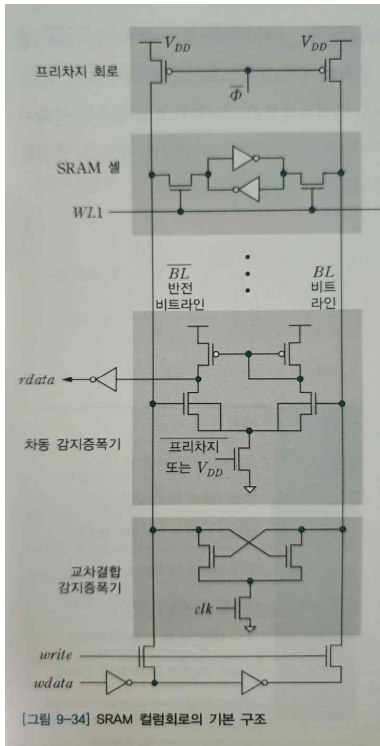 V_DD V_DD
프리차지 회로
Φ̅
SRAM 셀
WL1
B̅L̅ BL
반전 비트
비트라인 라인
rdata
프̅리̅차̅지̅
차동 감지증폭기
또는 V_DD
교차결합
감지증폭기
clk
write
wdata
[그림 9-34] SRAM 컬럼회로의 기본 구조